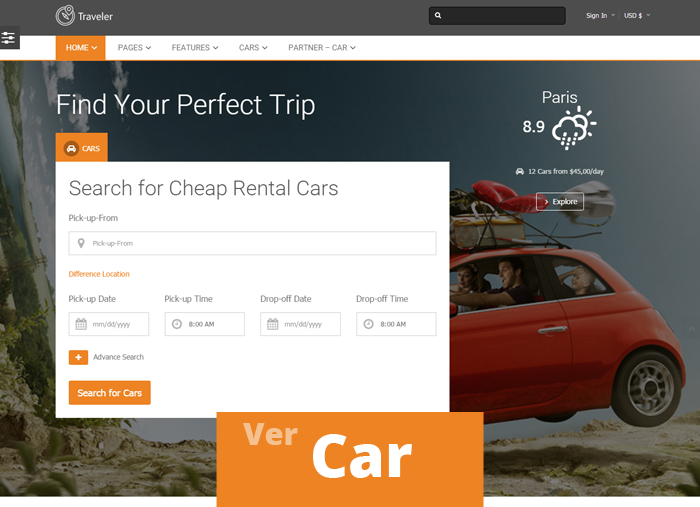 Traveler
Sign In
USD $
HOME
PAGES
FEATURES
CARS
PARTNER – CAR
Find Your Perfect Trip
Paris
8.9
12 Cars from $45,00/day
Explore
CARS
Search for Cheap Rental Cars
Pick-up-From
Pick-up-From
Difference Location
Pick-up Date
Pick-up Time
Drop-off Date
Drop-off Time
mm/dd/yyyy
8:00 AM
mm/dd/yyyy
8:00 AM
Advance Search
Search for Cars
Ver
Car